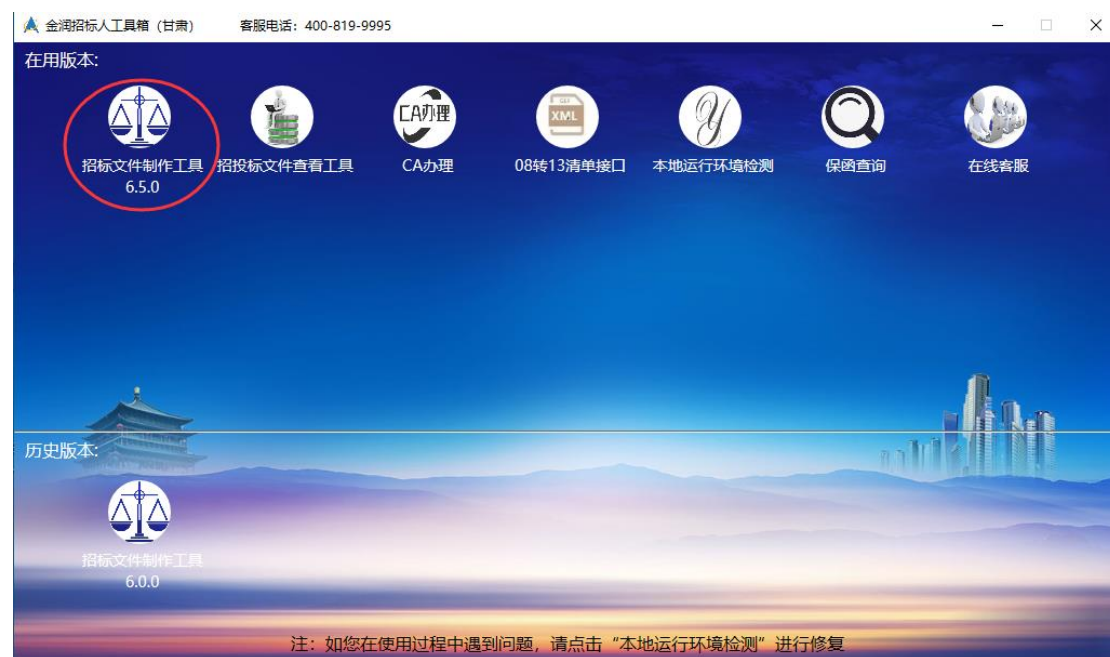 金润招标人工具箱（甘肃） 客服电话：400-819-9995
在用版本:
CA办理
XML
招标文件制作工具 招投标文件查看工具 CA办理 08转13清单接口 本地运行环境检测 保函查询 在线客服
6.5.0
历史版本:
招标文件制作工具
6.0.0
注：如您在使用过程中遇到问题，请点击“本地运行环境检测”进行修复